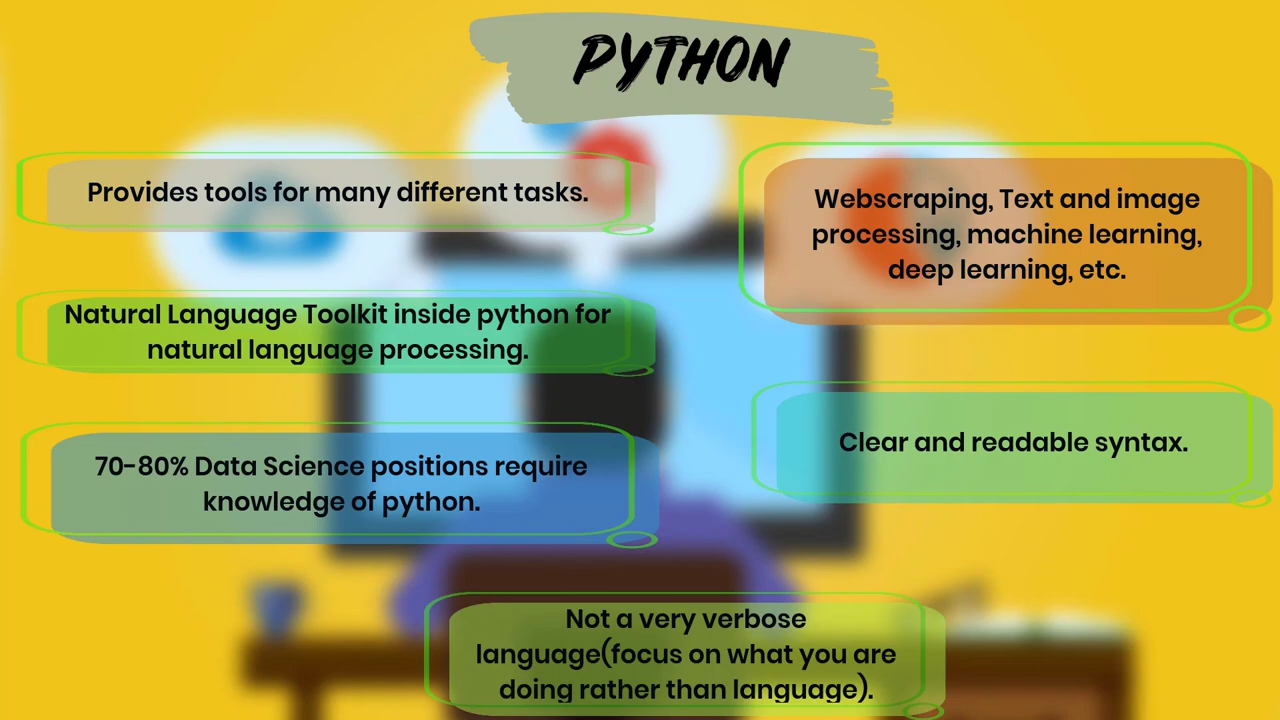 PYTHON
Provides tools for many different tasks.
Webscraping, Text and image
processing, machine learning,
deep learning, etc.
Natural Language Toolkit inside python for
natural language processing.
Clear and readable syntax.
70-80% Data Science positions require
knowledge of python.
Not a very verbose
language(focus on what you are
doing rather than language).